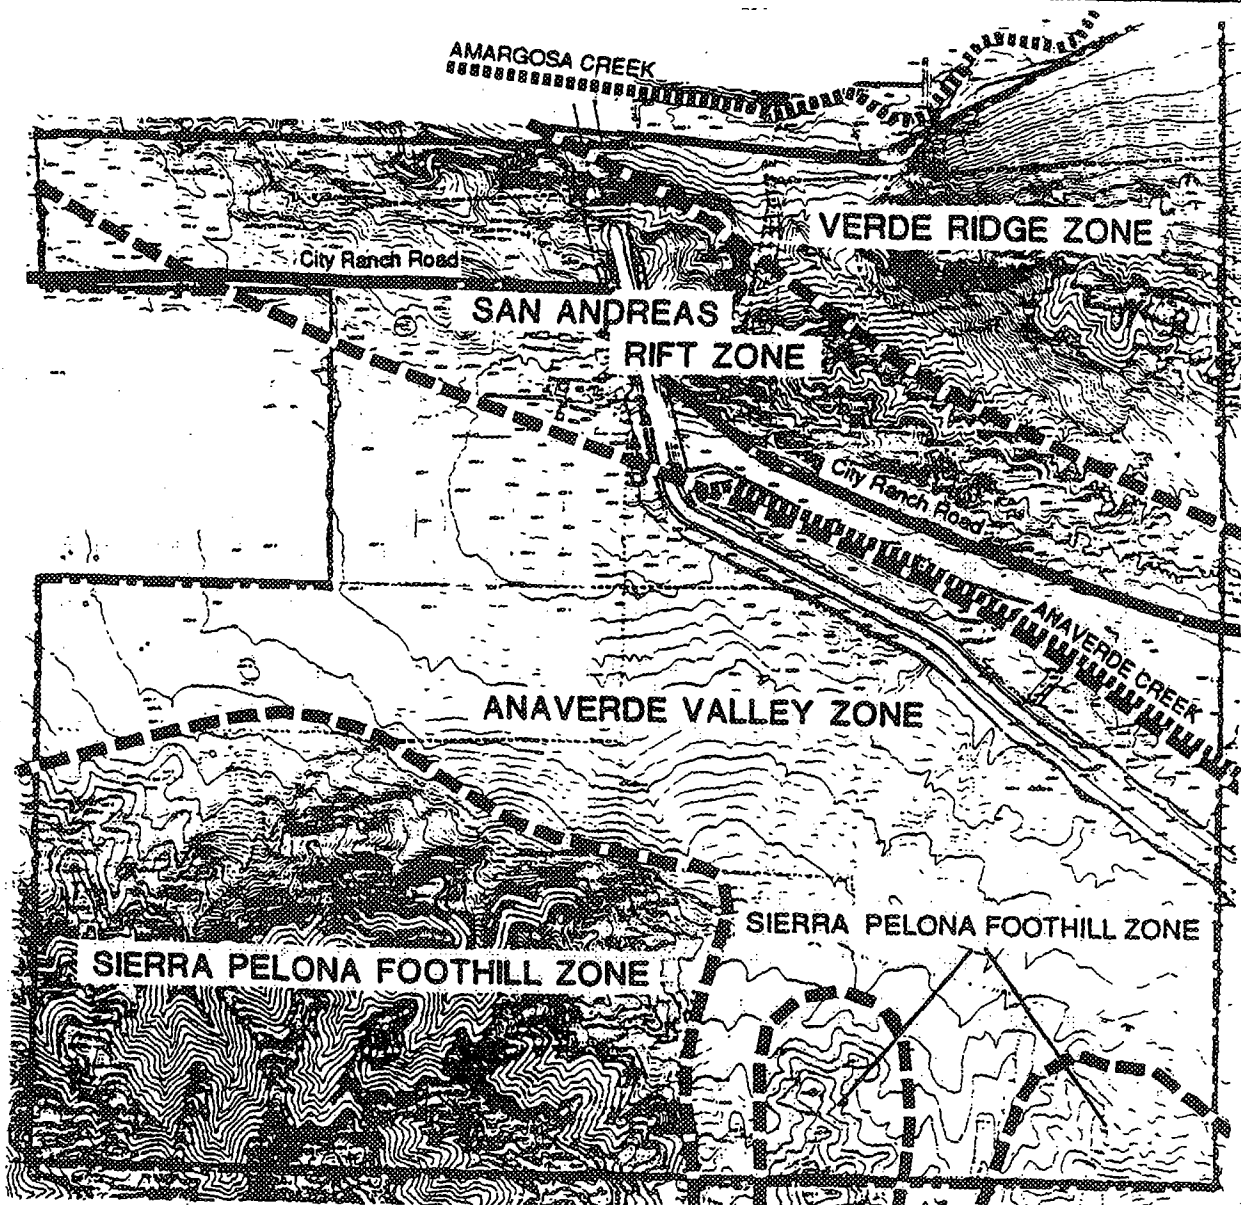 AMARGOSA CREEK
VERDE RIDGE ZONE
City Ranch Road
SAN ANDREAS
RIFT ZONE
City Ranch Road
ANAVERDE CREEK
ANAVERDE VALLEY ZONE
SIERRA PELONA FOOTHILL ZONE
SIERRA PELONA FOOTHILL ZONE